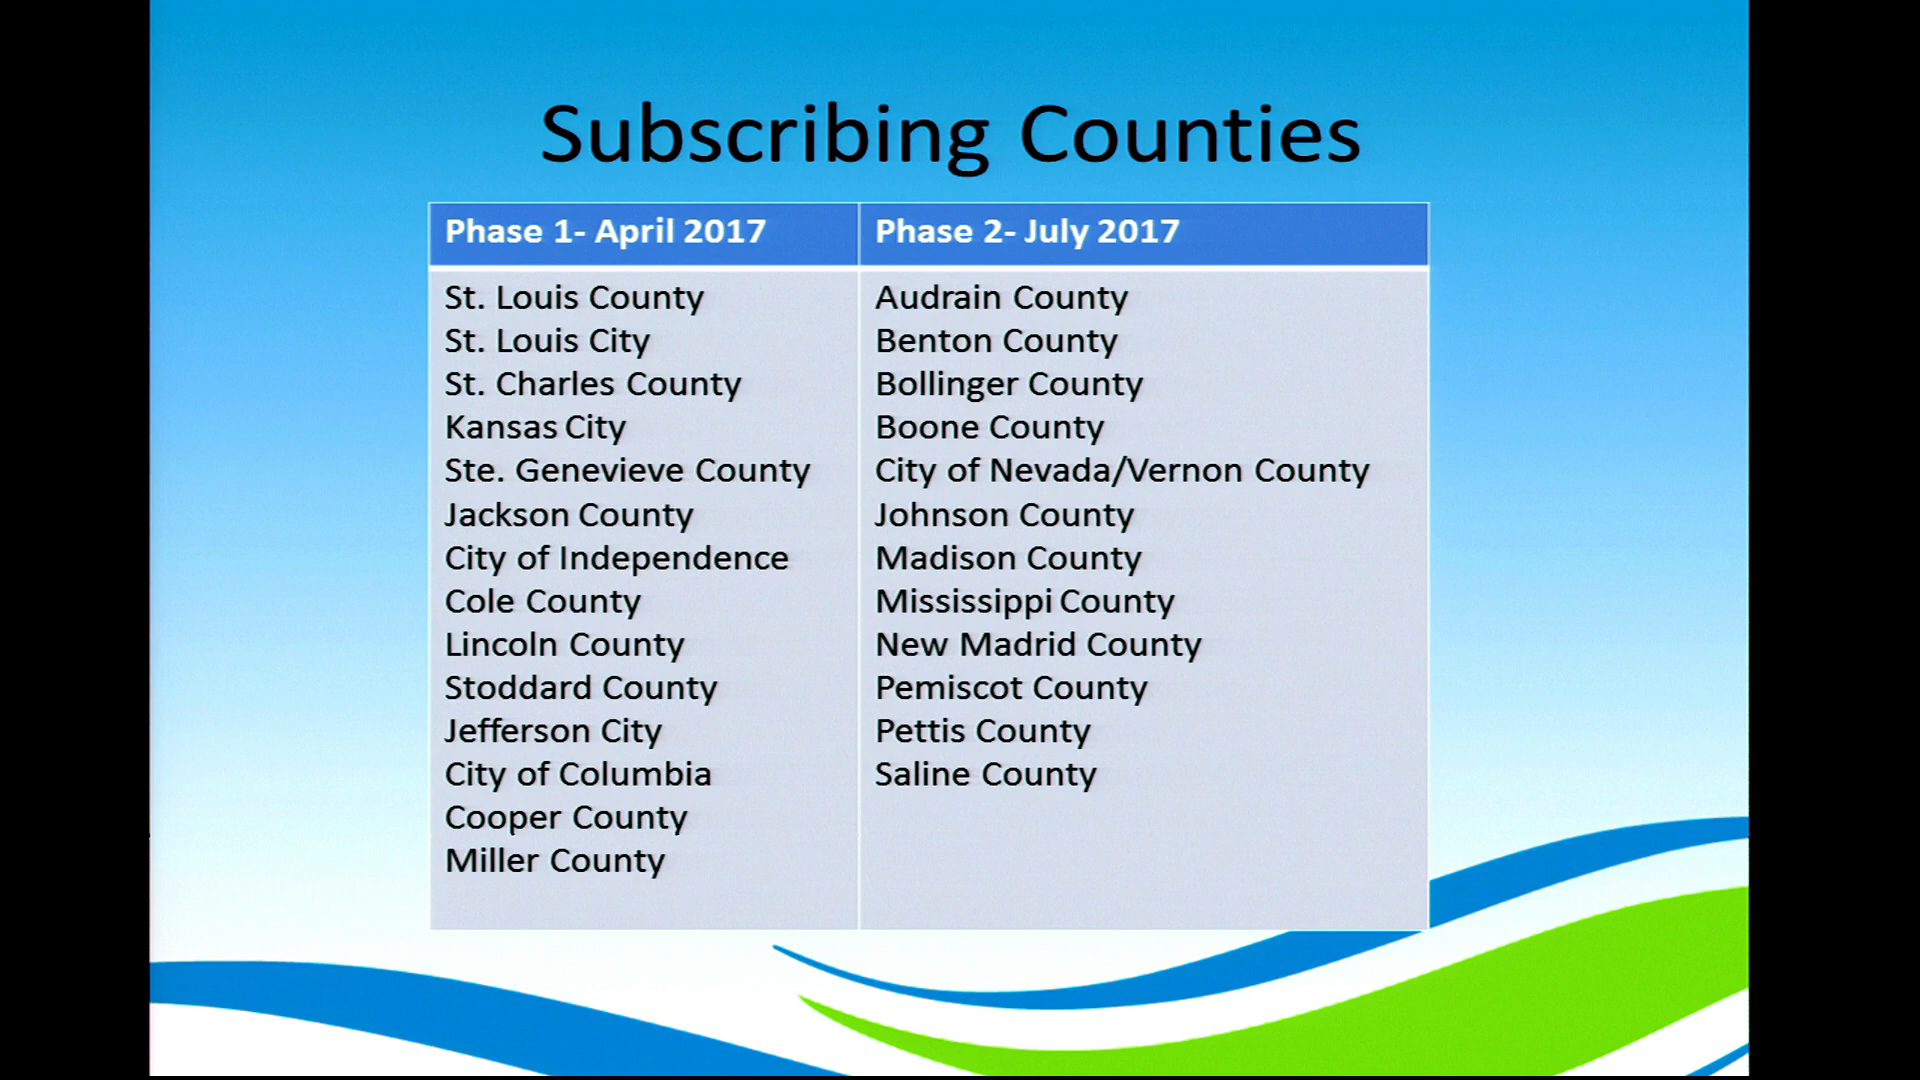 Subscribing Counties
Phase 1- April 2017
St. Louis County
St. Louis City
St. Charles County
Kansas City
Ste. Genevieve County
Jackson County
City of Independence
Cole County
Lincoln County
Stoddard County
Jefferson City
City of Columbia
Cooper County
Miller County
Phase 2- July 2017
Audrain County
Benton County
Bollinger County
Boone County
City of Nevada/Vernon County
Johnson County
Madison County
Mississippi County
New Madrid County
Pemiscot County
Pettis County
Saline County